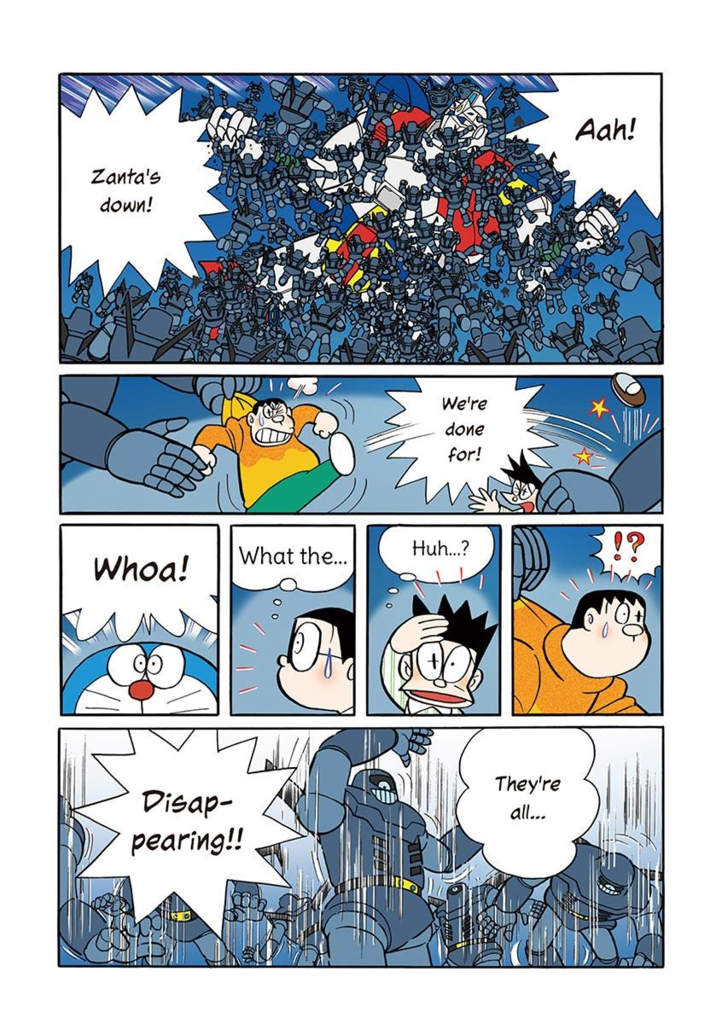 Aah!
Zanta's
down!
We're
done
for!
!?
Huh...?
What the...
Whoa!
They're
all...
Disap-
pearing!!